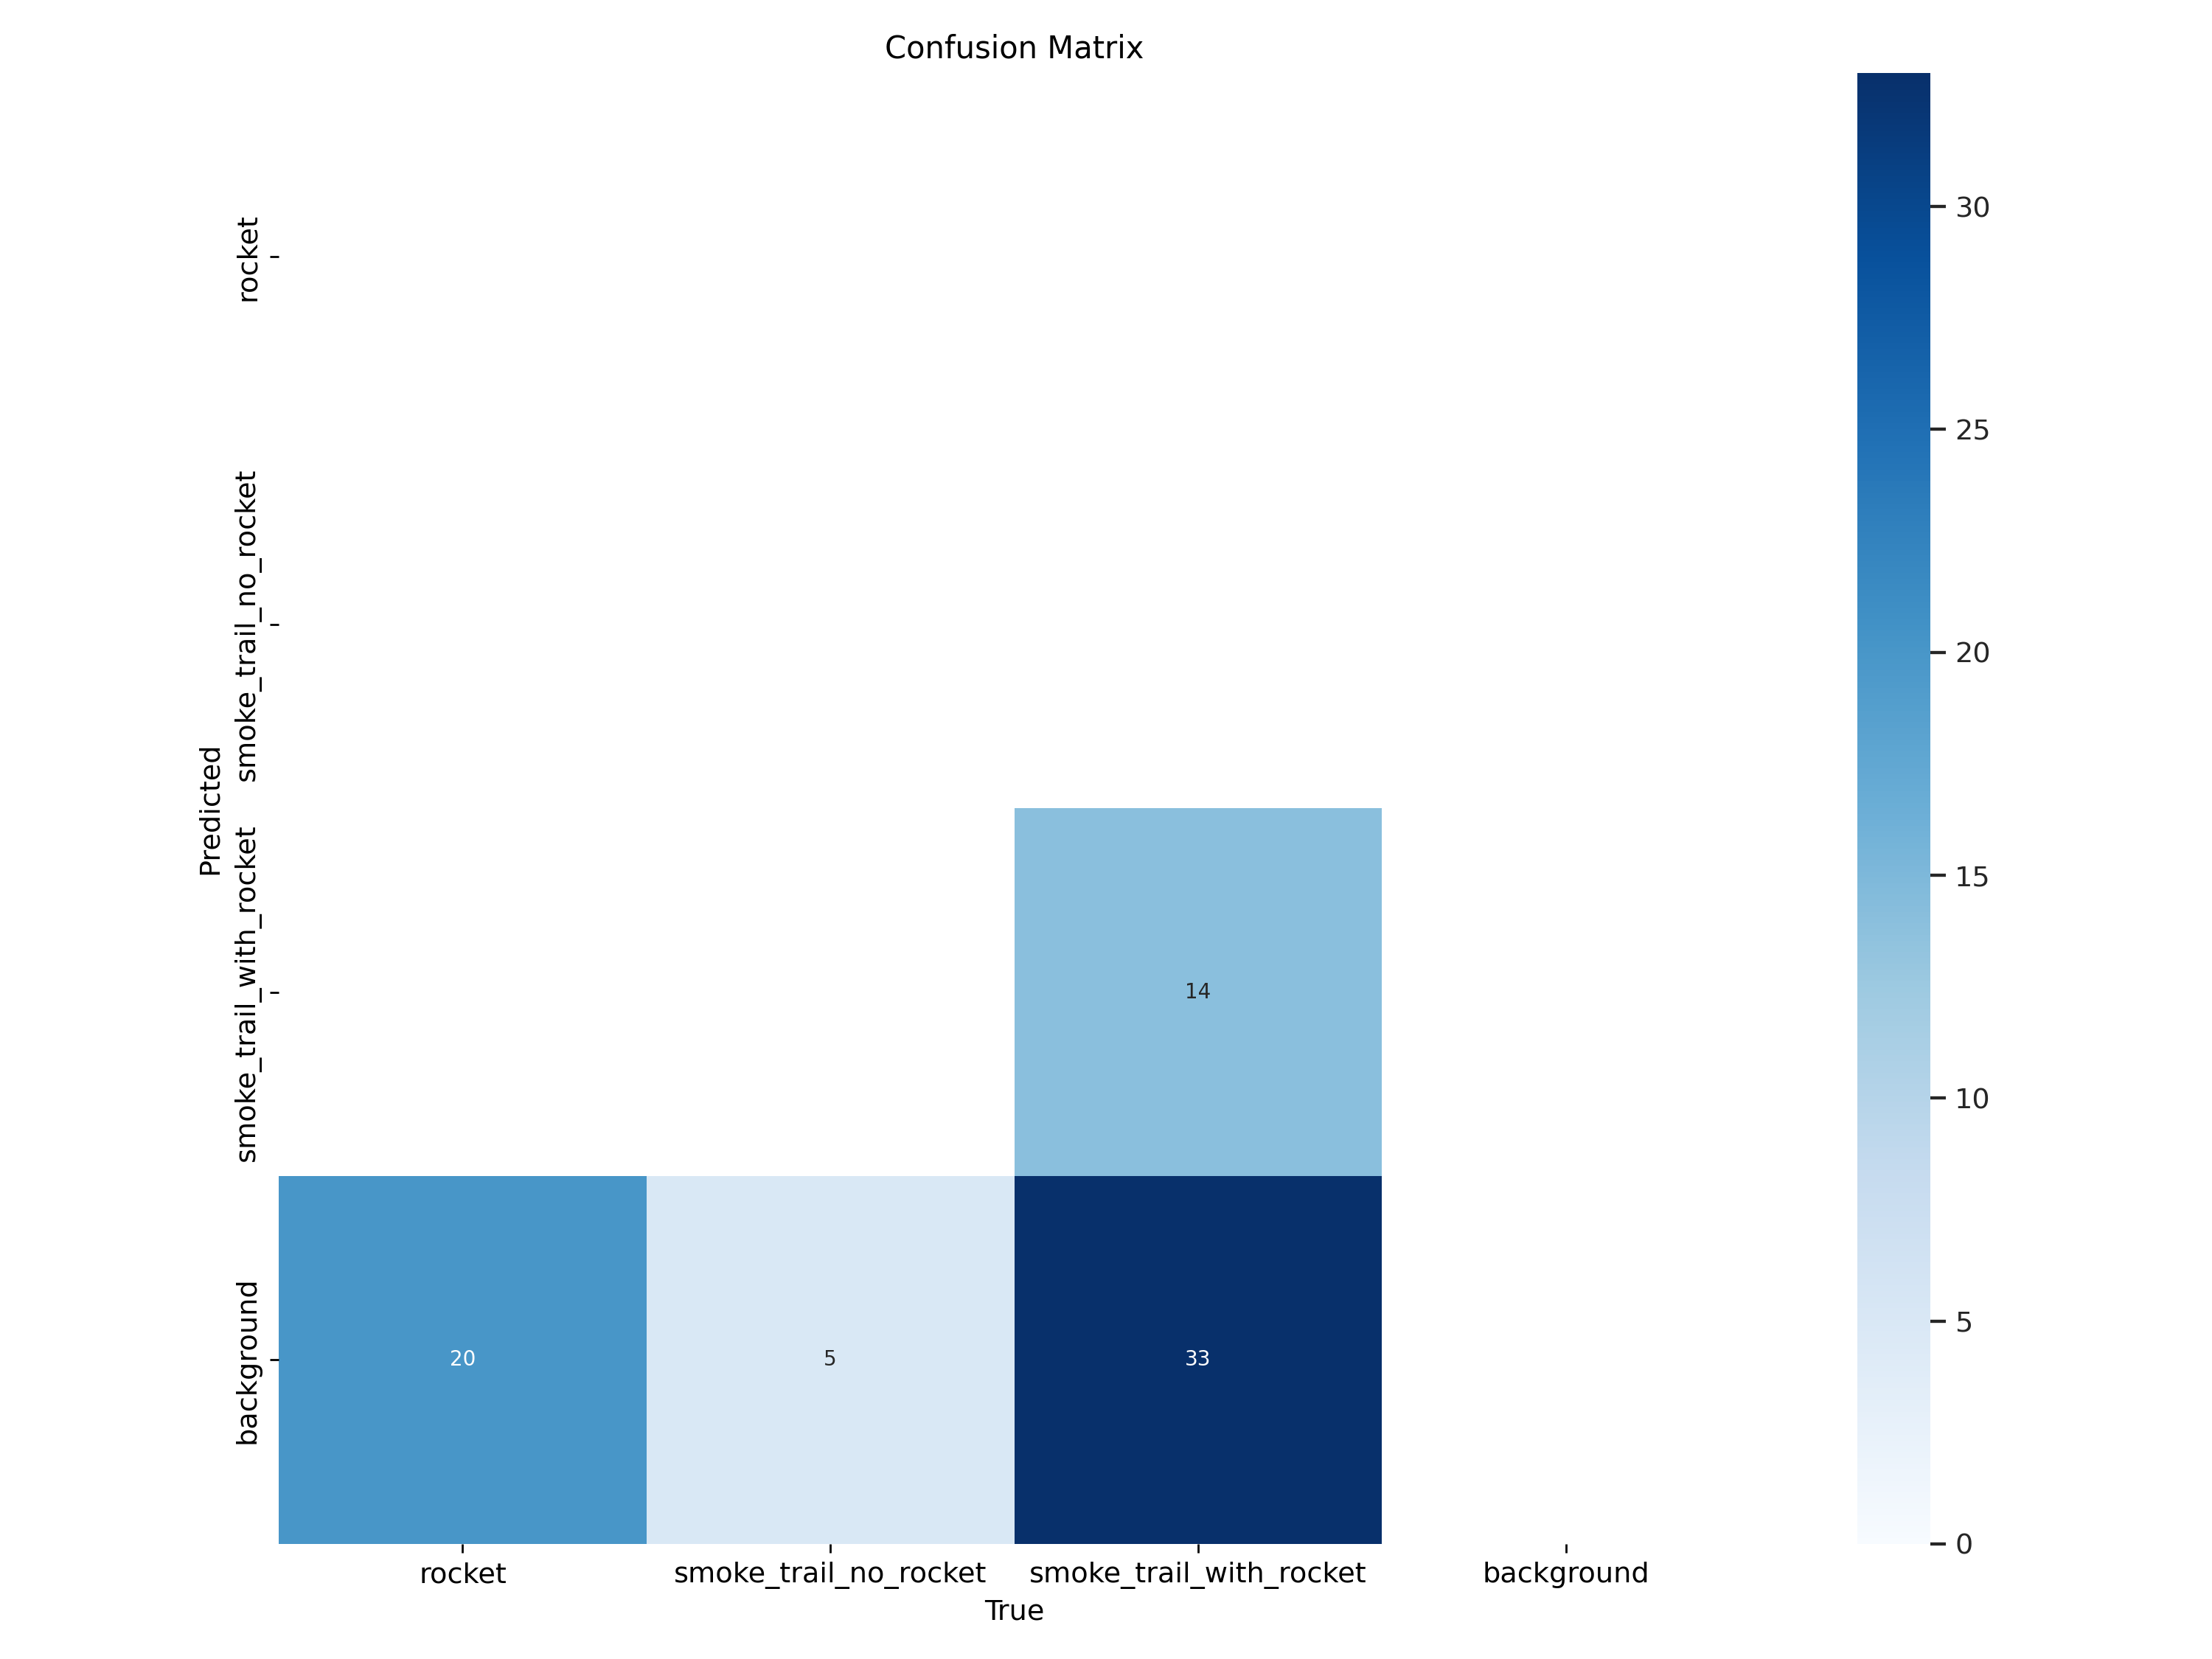 Confusion Matrix
rocket
smoke_trail_no_rocket
smoke_trail_with_rocket
background
Predicted
14
20
5
33
rocket
smoke_trail_no_rocket
smoke_trail_with_rocket
background
True
30
25
20
15
10
5
0